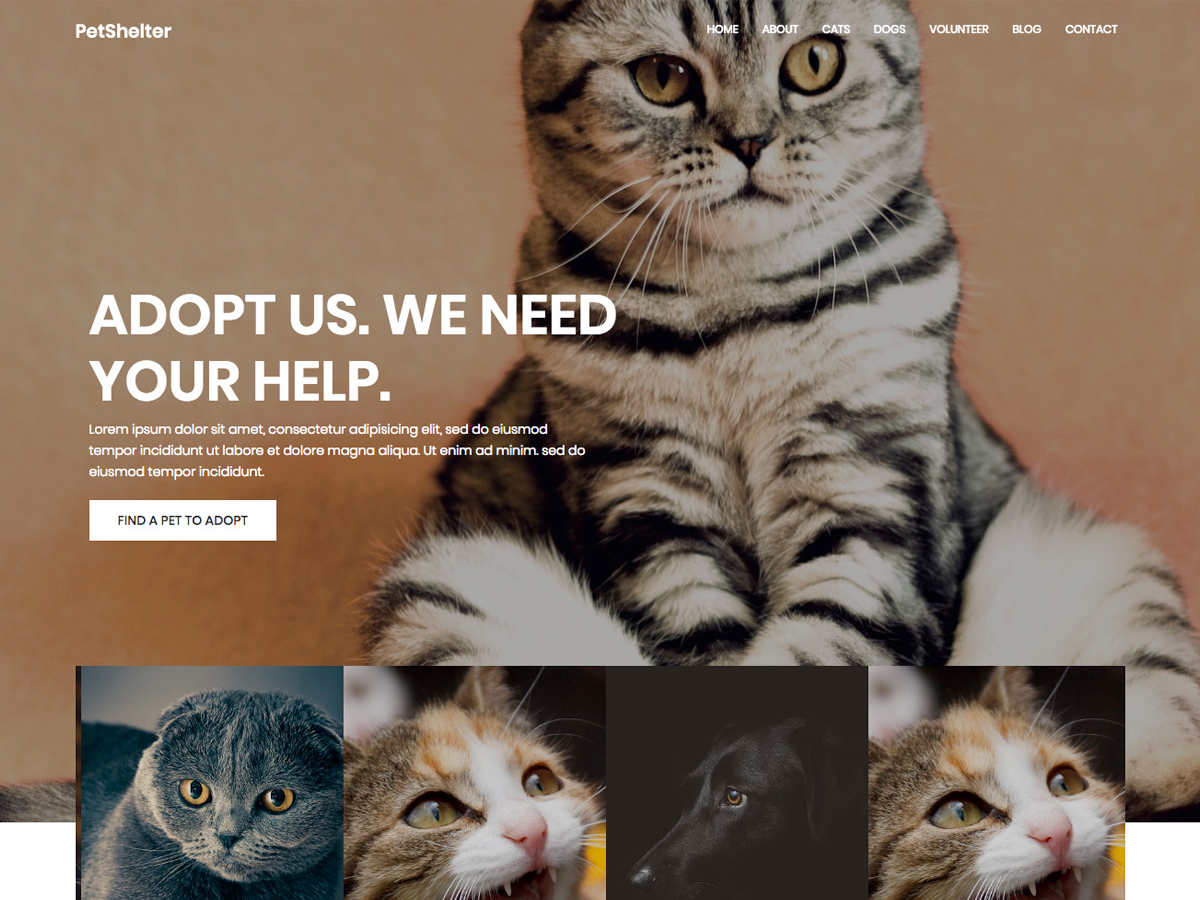 PetShelter
HOME ABOUT CATS DOGS VOLUNTEER BLOG CONTACT
ADOPT US. WE NEED
YOUR HELP.
Lorem ipsum dolor sit amet, consectetur adipisicing elit, sed do eiusmod
tempor incididunt ut labore et dolore magna aliqua. Ut enim ad minim. sed do
eiusmod tempor incididunt.
FIND A PET TO ADOPT